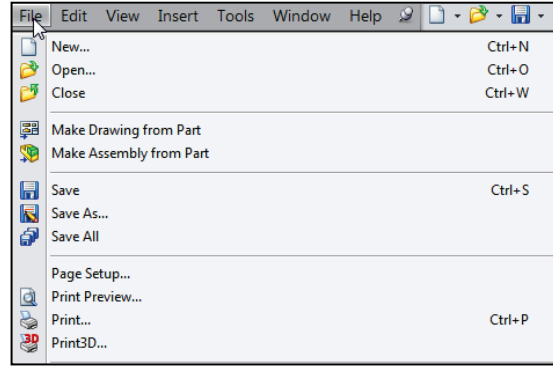 File Edit View Insert Tools Window Help
New... Ctrl+N
Open... Ctrl+O
Close Ctrl+W
Make Drawing from Part
Make Assembly from Part
Save Ctrl+S
Save As...
Save All
Page Setup...
Print Preview...
Print... Ctrl+P
3D Print3D...